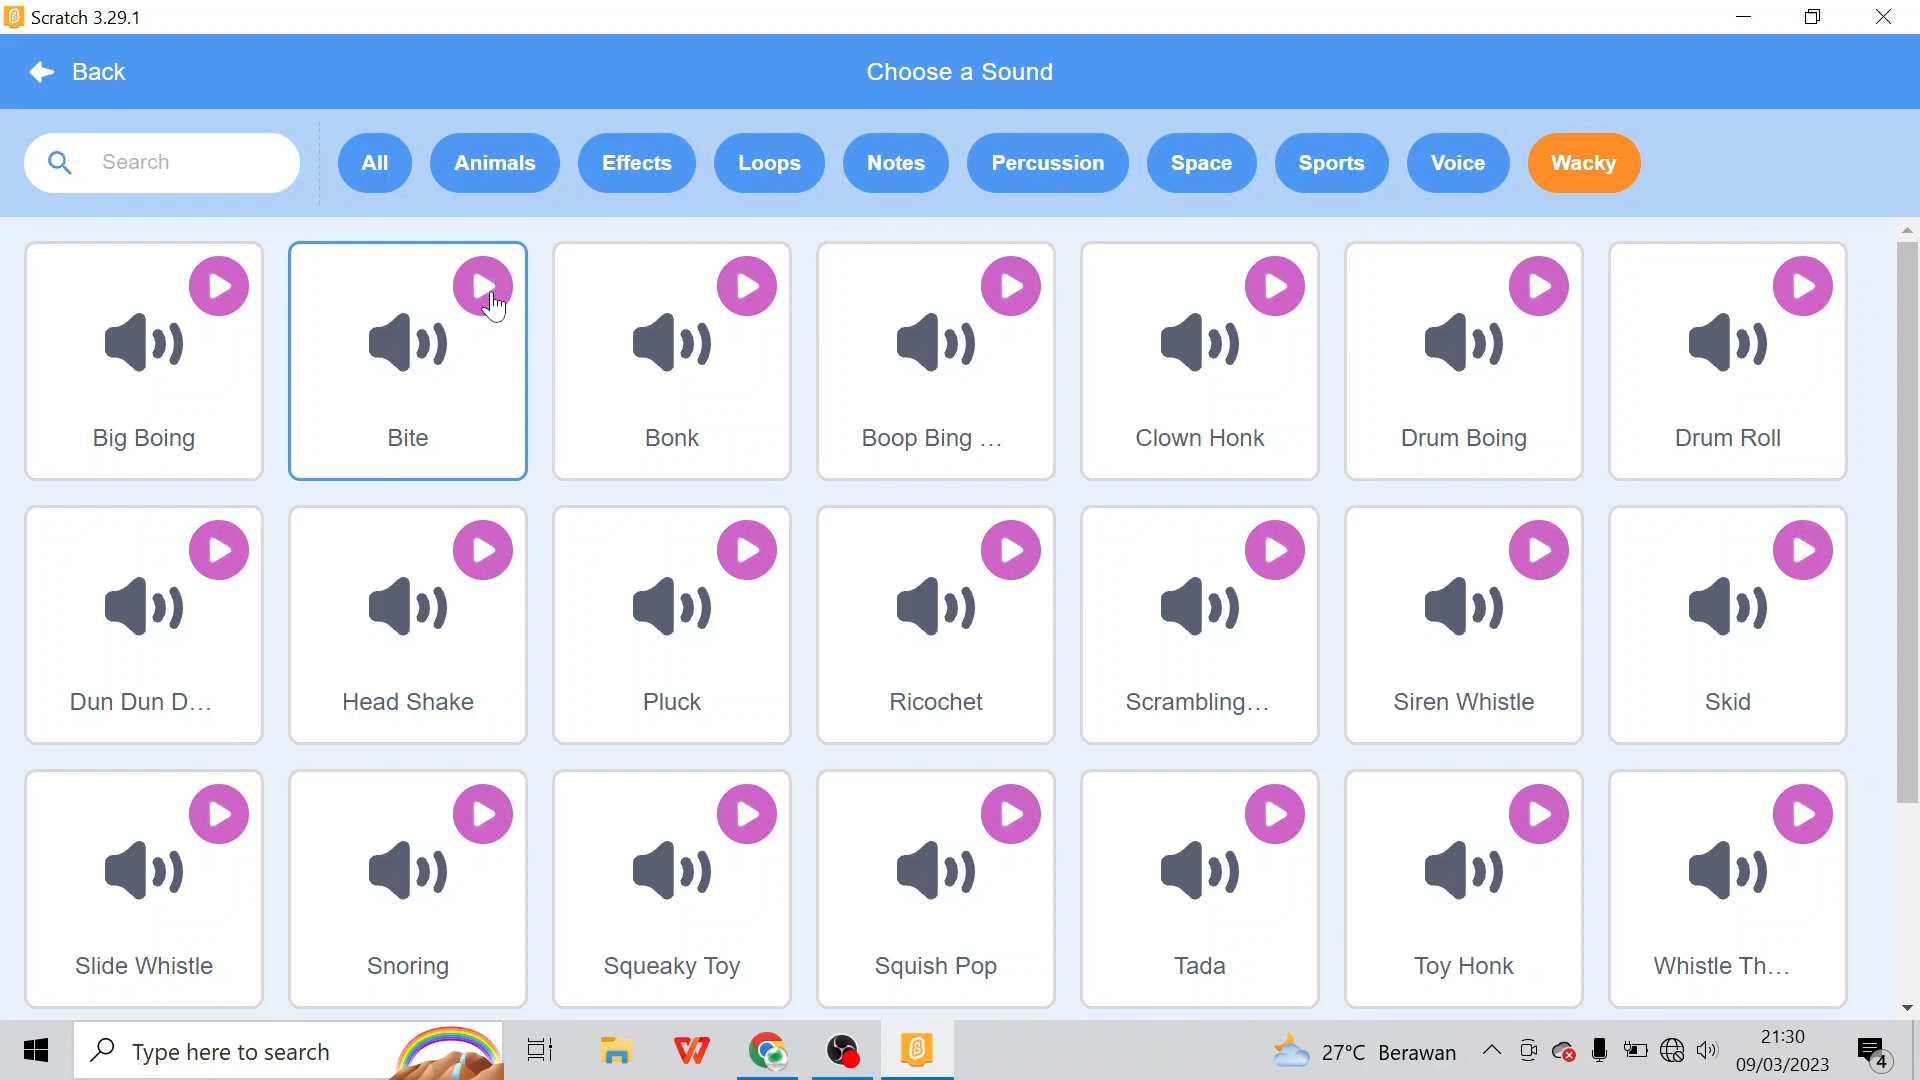 Scratch 3.29.1
Back
Choose a Sound
Search
All
Animals
Effects
Loops
Notes
Percussion
Space
Sports
Voice
Wacky
Big Boing
Bite
Bonk
Boop Bing ...
Clown Honk
Drum Boing
Drum Roll
Dun Dun D...
Head Shake
Pluck
Ricochet
Scrambling...
Siren Whistle
Skid
Slide Whistle
Snoring
Squeaky Toy
Squish Pop
Tada
Toy Honk
Whistle Th...
Type here to search
27°C Berawan
21:30
09/03/2023
4